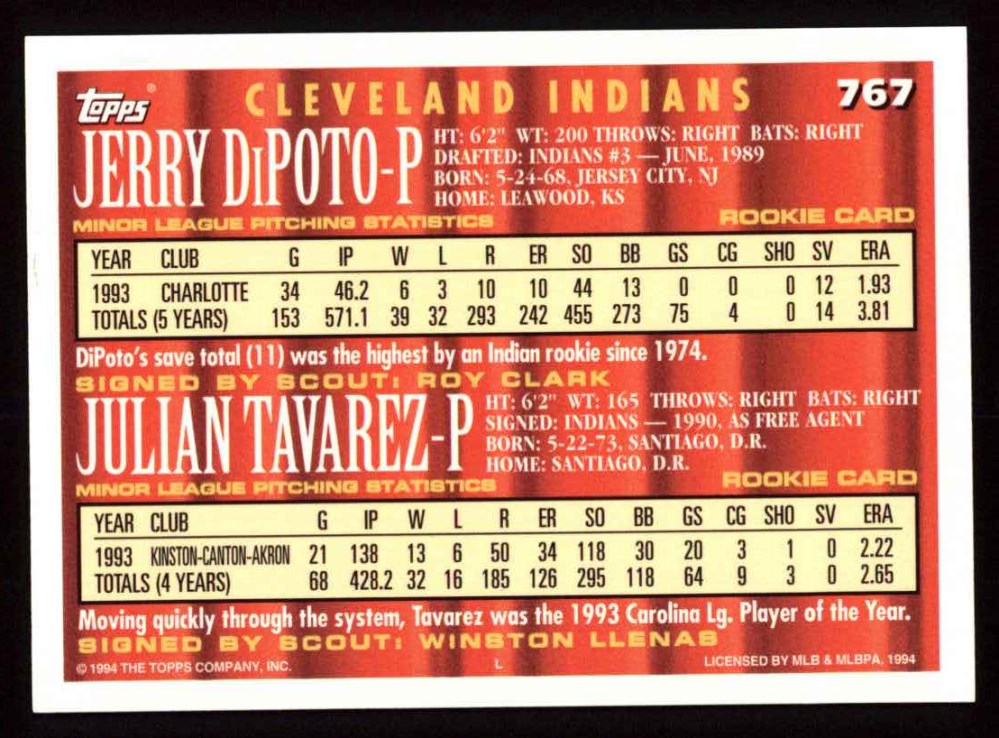 Topps® CLEVELAND INDIANS 767
JERRY DiPOTO-P
HT: 6'2" WT: 200 THROWS: RIGHT BATS: RIGHT
DRAFTED: INDIANS #3 — JUNE, 1989
BORN: 5-24-68, JERSEY CITY, NJ
HOME: LEAWOOD, KS
MINOR LEAGUE PITCHING STATISTICS ROOKIE CARD
YEAR CLUB G IP W L R ER SO BB GS CG SHO SV ERA
1993 CHARLOTTE 34 46.2 6 3 10 10 44 13 0 0 0 12 1.93
TOTALS (5 YEARS) 153 571.1 39 32 293 242 455 273 75 4 0 14 3.81
DiPoto's save total (11) was the highest by an Indian rookie since 1974.
SIGNED BY SCOUT: ROY CLARK
JULIAN TAVAREZ-P
HT: 6'2" WT: 165 THROWS: RIGHT BATS: RIGHT
SIGNED: INDIANS — 1990, AS FREE AGENT
BORN: 5-22-73, SANTIAGO, D.R.
HOME: SANTIAGO, D.R.
MINOR LEAGUE PITCHING STATISTICS ROOKIE CARD
YEAR CLUB G IP W L R ER SO BB GS CG SHO SV ERA
1993 KINSTON-CANTON-AKRON 21 138 13 6 50 34 118 30 20 3 1 0 2.22
TOTALS (4 YEARS) 68 428.2 32 16 185 126 295 118 64 9 3 0 2.65
Moving quickly through the system, Tavarez was the 1993 Carolina Lg. Player of the Year.
SIGNED BY SCOUT: WINSTON LLENAS
© 1994 THE TOPPS COMPANY, INC. L LICENSED BY MLB & MLBPA, 1994